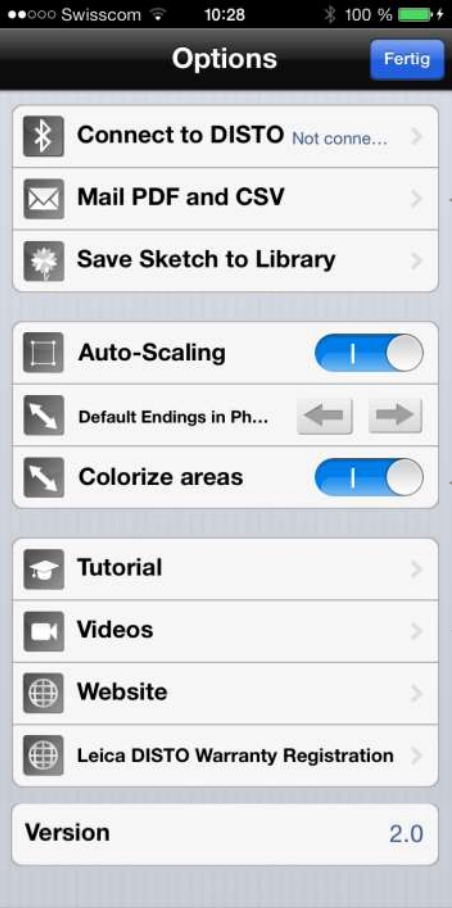 Swisscom 10:28 100 %
Options Fertig
Connect to DISTO Not conne...
Mail PDF and CSV
Save Sketch to Library
Auto-Scaling
Default Endings in Ph...
Colorize areas
Tutorial
Videos
Website
Leica DISTO Warranty Registration
Version 2.0